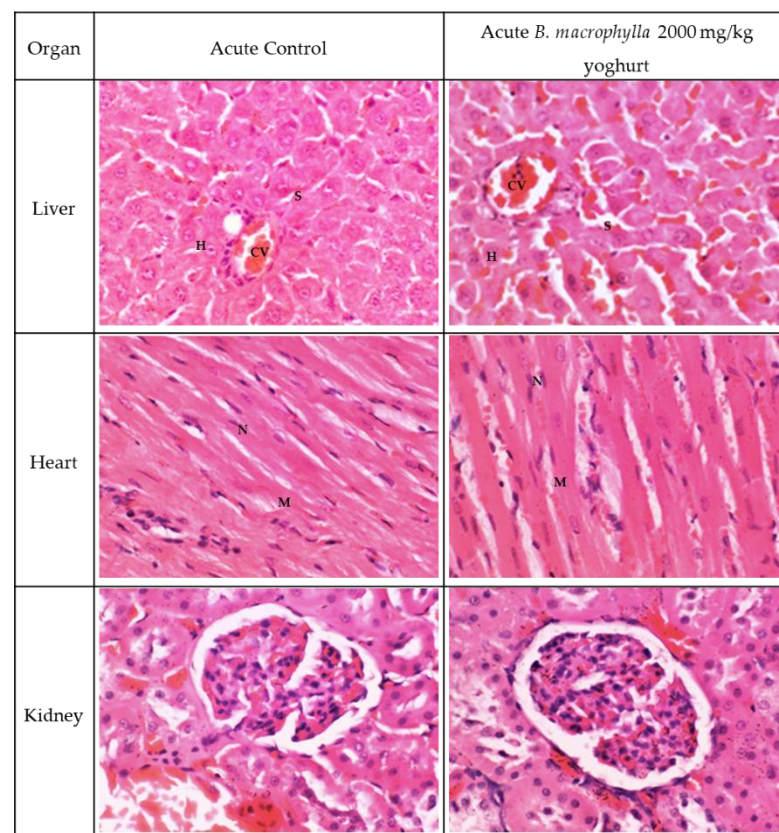 Organ
Acute Control
Acute B. macrophylla 2000 mg/kg
yoghurt
Liver
S
H
CV
CV
S
H
Heart
N
M
N
M
Kidney